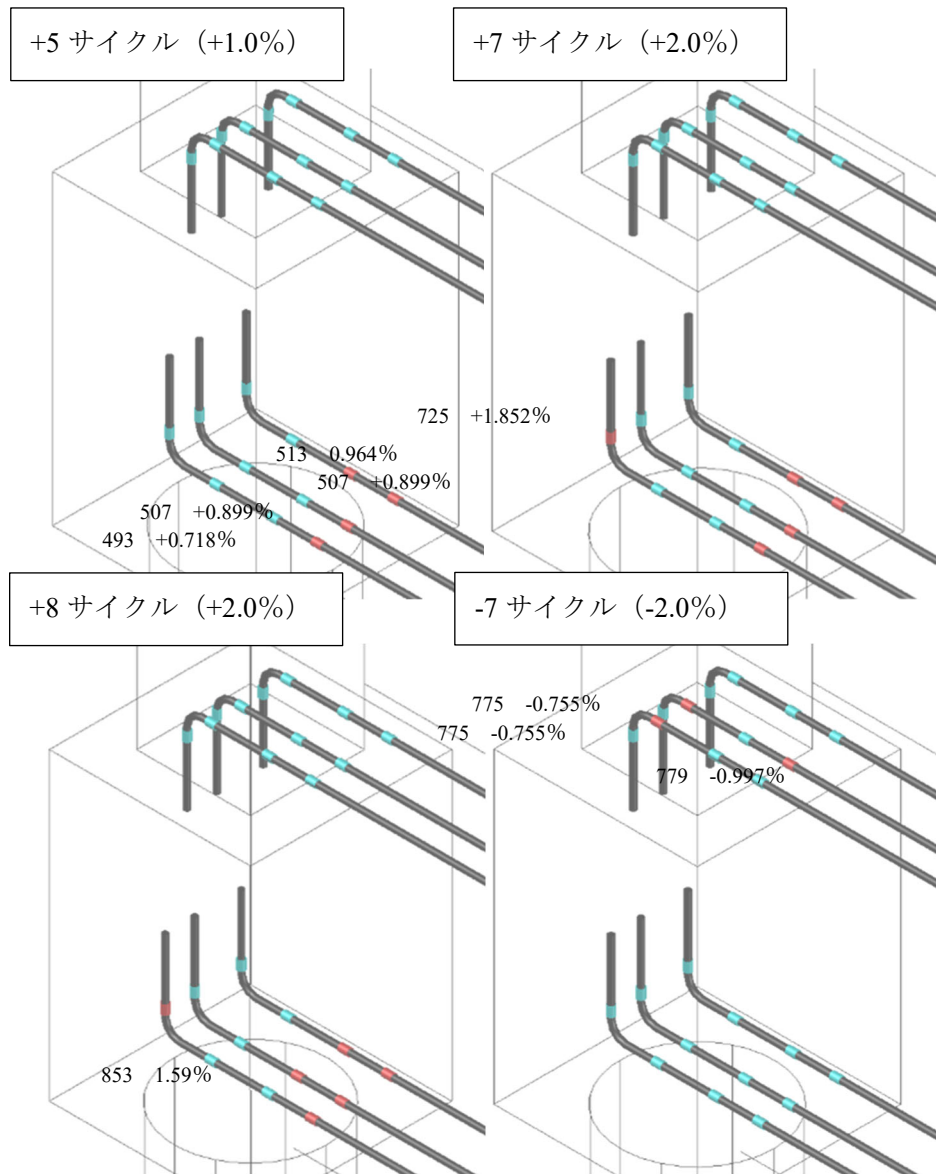 +5 サイクル（+1.0％）
+7 サイクル（+2.0％）
725 +1.852%
513 0.964%
507 +0.899%
507 +0.899%
493 +0.718%
+8 サイクル（+2.0％）
-7 サイクル（-2.0％）
775 -0.755%
775 -0.755%
779 -0.997%
853 1.59%